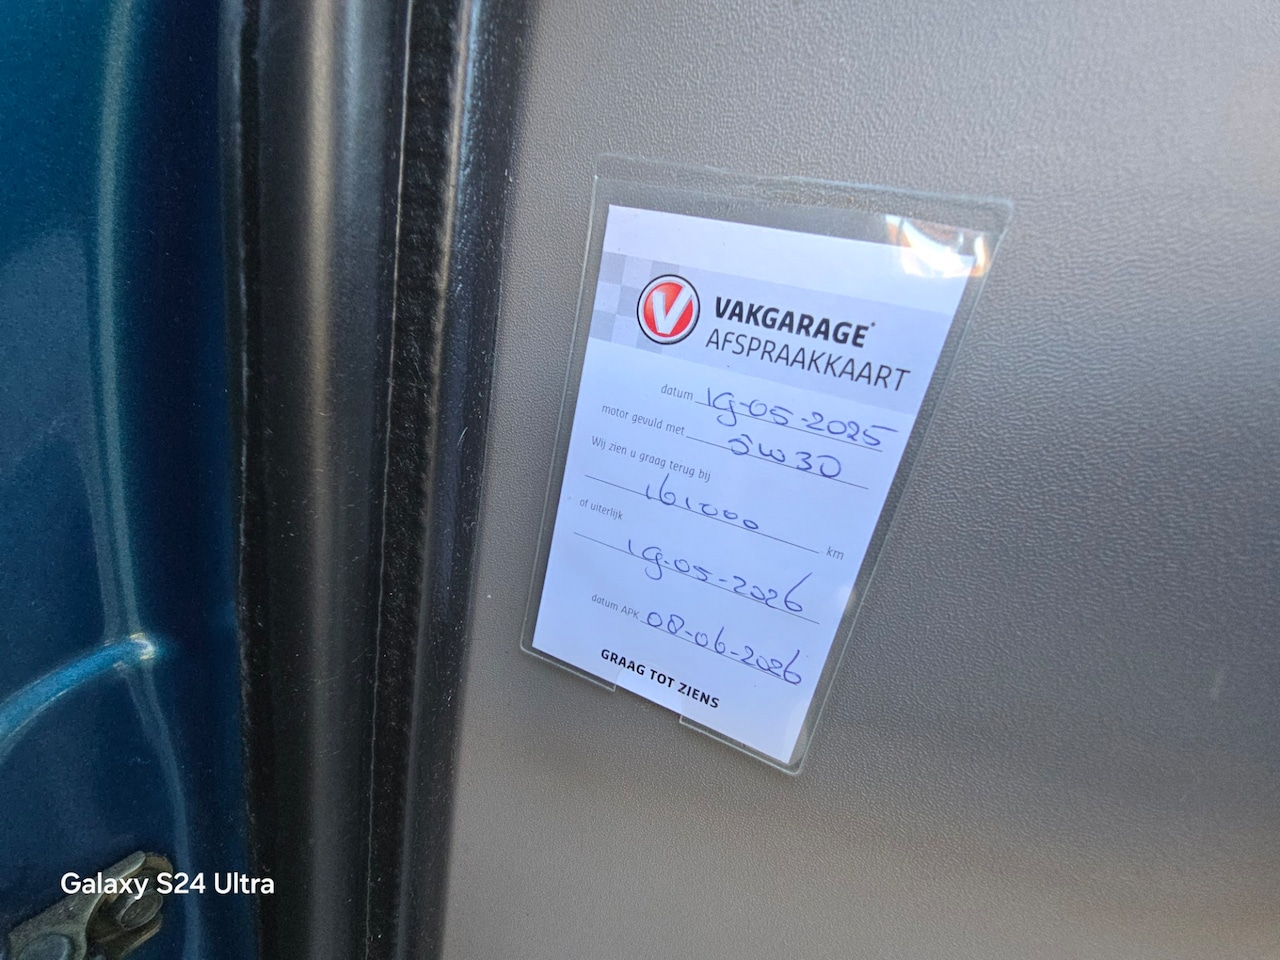 V VAKGARAGE
AFSPRAAKKAART
datum 19-05-2025
motor gevuld met 5w30
Wij zien u graag terug bij
161000 km
of uiterlijk
19-05-2026
datum APK 08-06-2026
GRAAG TOT ZIENS
Galaxy S24 Ultra